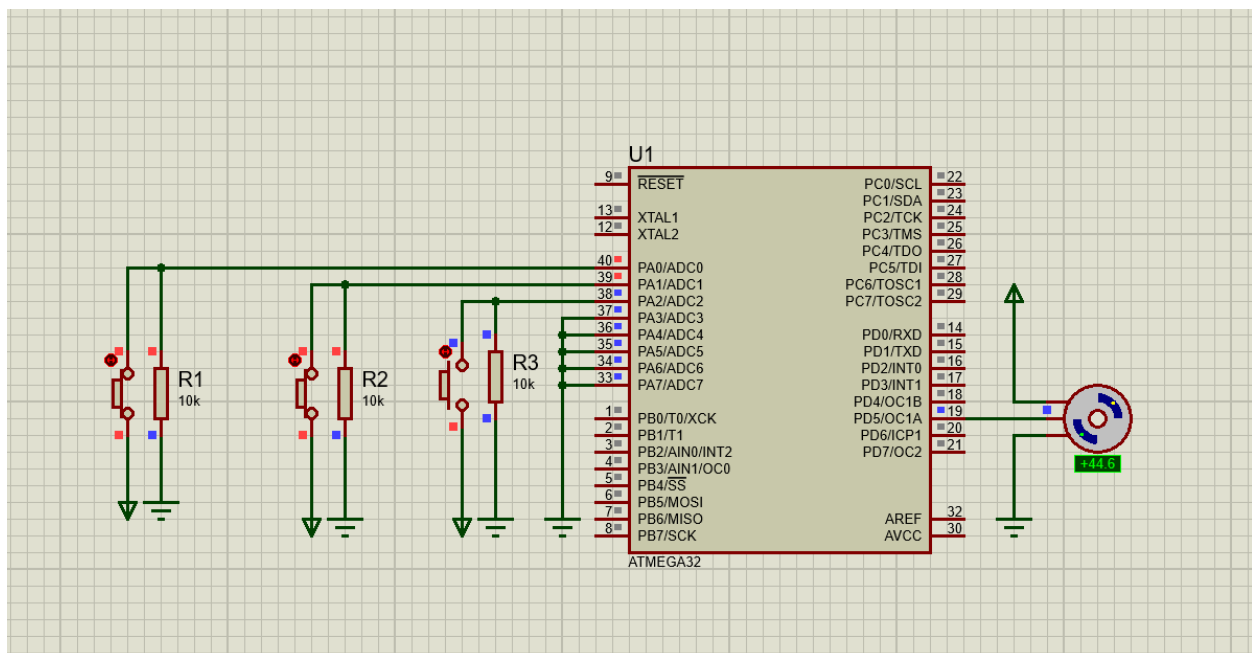 U1
9 RESET PC0/SCL 22
PC1/SDA 23
13 XTAL1 PC2/TCK 24
12 XTAL2 PC3/TMS 25
PC4/TDO 26
40 PA0/ADC0 PC5/TDI 27
39 PA1/ADC1 PC6/TOSC1 28
38 PA2/ADC2 PC7/TOSC2 29
37 PA3/ADC3
36 PA4/ADC4 PD0/RXD 14
35 PA5/ADC5 PD1/TXD 15
34 PA6/ADC6 PD2/INT0 16
33 PA7/ADC7 PD3/INT1 17
PD4/OC1B 18
1 PB0/T0/XCK PD5/OC1A 19
2 PB1/T1 PD6/ICP1 20
3 PB2/AIN0/INT2 PD7/OC2 21
4 PB3/AIN1/OC0
5 PB4/SS
6 PB5/MOSI
7 PB6/MISO AREF 32
8 PB7/SCK AVCC 30
ATMEGA32
R1
10k
R2
10k
R3
10k
+44.6